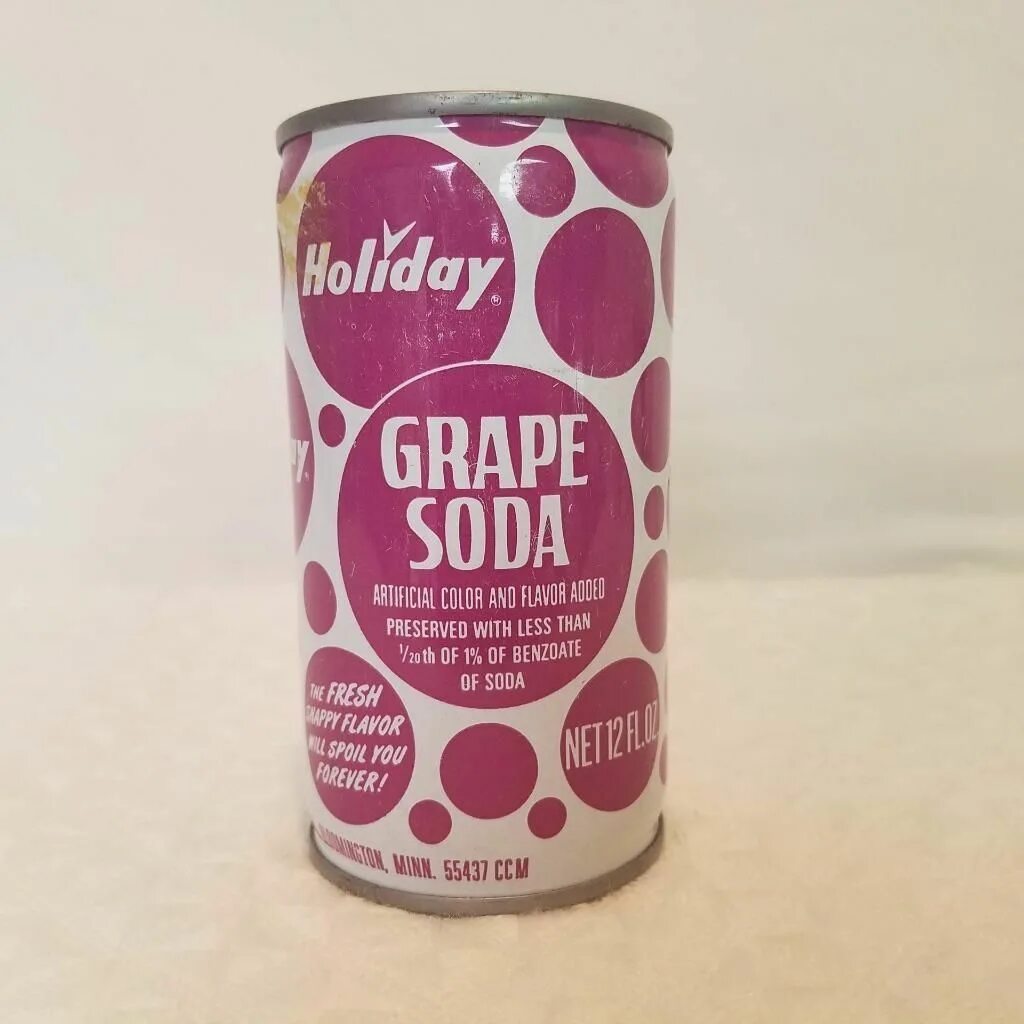 Holiday®
GRAPE
SODA
ARTIFICIAL COLOR AND FLAVOR ADDED
PRESERVED WITH LESS THAN
1/20th OF 1% OF BENZOATE
OF SODA
THE FRESH
SNAPPY FLAVOR
WILL SPOIL YOU
FOREVER!
NET 12 FL. OZ
MINN. 55437 CCM